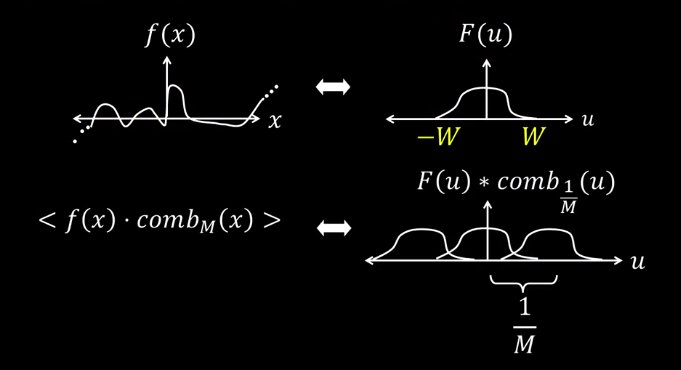 f(x)
F(u)
x
u
−W
W
F(u) ∗ comb_{1/M}(u)
< f(x) · comb_M(x) >
u
1/M